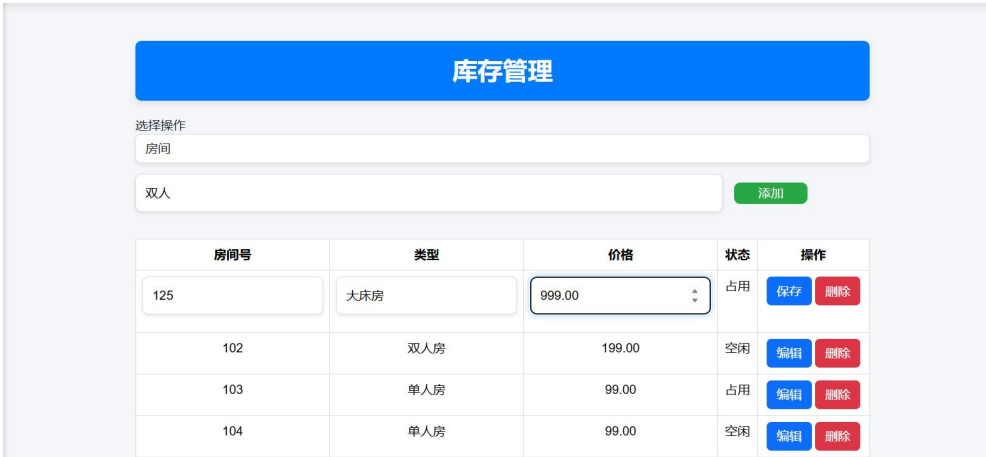 库存管理
选择操作
房间
双人 添加
房间号 类型 价格 状态 操作
125 大床房 999.00 占用 保存 删除
102 双人房 199.00 空闲 编辑 删除
103 单人房 99.00 占用 编辑 删除
104 单人房 99.00 空闲 编辑 删除